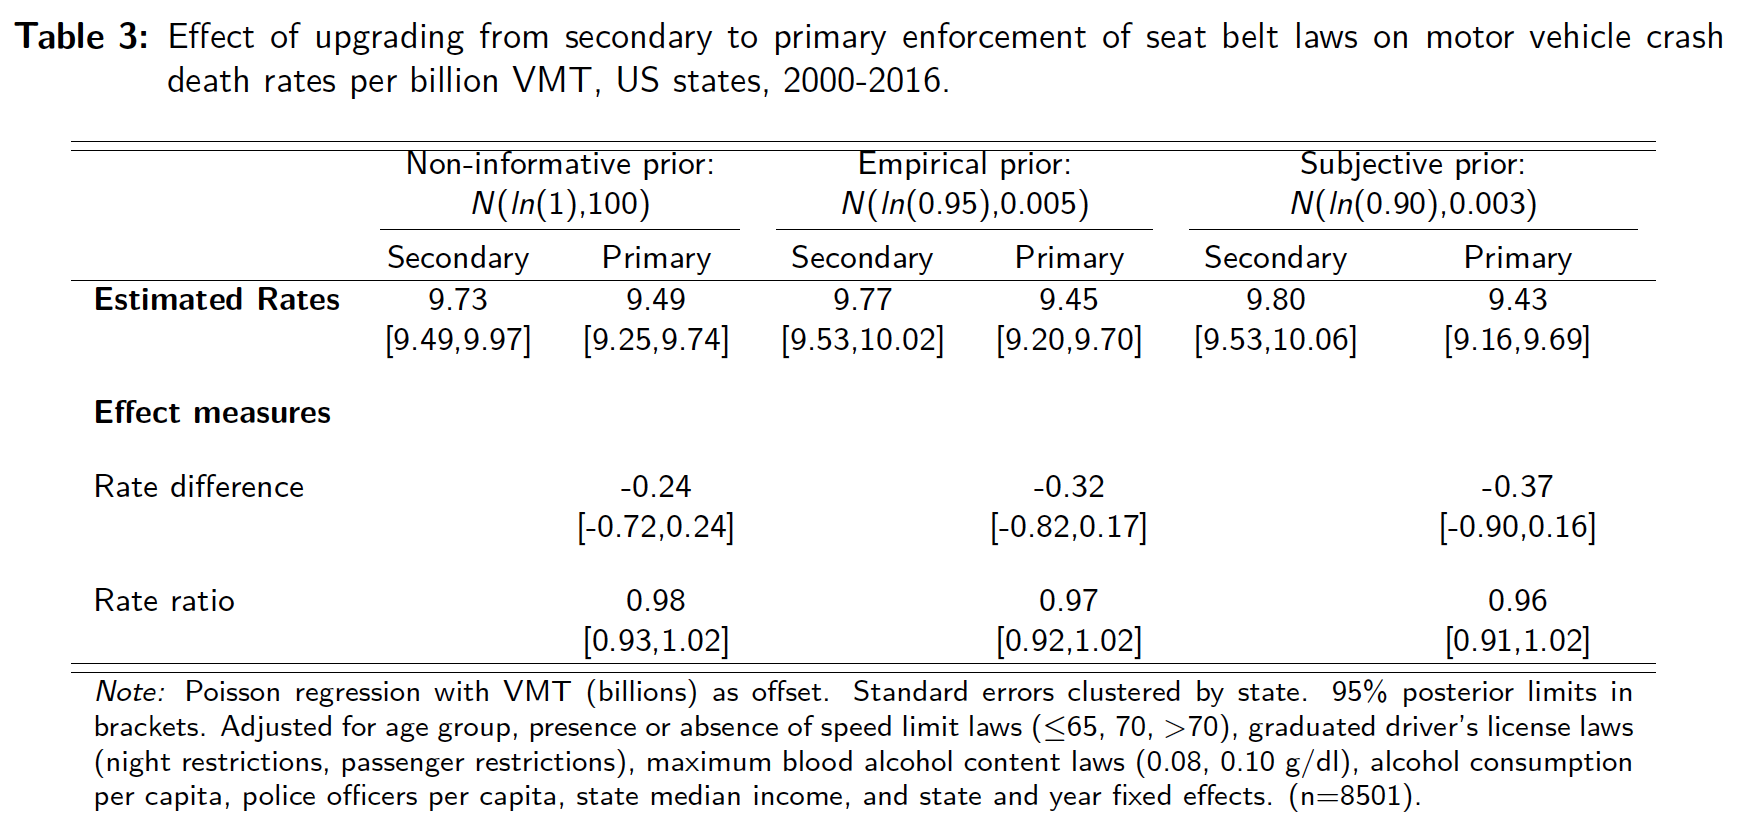 Table 3: Effect of upgrading from secondary to primary enforcement of seat belt laws on motor vehicle crash
death rates per billion VMT, US states, 2000-2016.
Non-informative prior: Empirical prior: Subjective prior:
N(ln(1),100) N(ln(0.95),0.005) N(ln(0.90),0.003)
Secondary Primary Secondary Primary Secondary Primary
Estimated Rates 9.73 9.49 9.77 9.45 9.80 9.43
[9.49,9.97] [9.25,9.74] [9.53,10.02] [9.20,9.70] [9.53,10.06] [9.16,9.69]
Effect measures
Rate difference -0.24 -0.32 -0.37
[-0.72,0.24] [-0.82,0.17] [-0.90,0.16]
Rate ratio 0.98 0.97 0.96
[0.93,1.02] [0.92,1.02] [0.91,1.02]
Note: Poisson regression with VMT (billions) as offset. Standard errors clustered by state. 95% posterior limits in
brackets. Adjusted for age group, presence or absence of speed limit laws (≤65, 70, >70), graduated driver's license laws
(night restrictions, passenger restrictions), maximum blood alcohol content laws (0.08, 0.10 g/dl), alcohol consumption
per capita, police officers per capita, state median income, and state and year fixed effects. (n=8501).